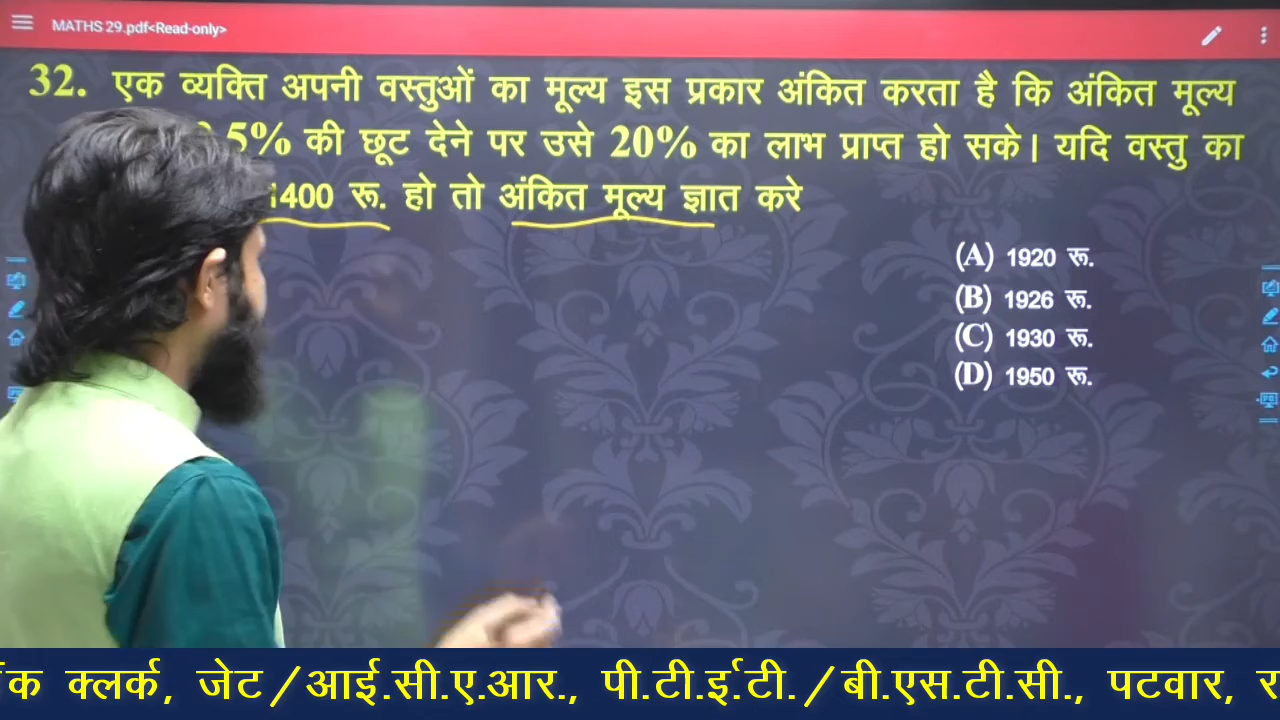 MATHS 29.pdf<Read-only>
32. एक व्यक्ति अपनी वस्तुओं का मूल्य इस प्रकार अंकित करता है कि अंकित मूल्य
5% की छूट देने पर उसे 20% का लाभ प्राप्त हो सके। यदि वस्तु का
1400 रू. हो तो अंकित मूल्य ज्ञात करे
(A) 1920 रू.
(B) 1926 रू.
(C) 1930 रू.
(D) 1950 रू.
क्लर्क, जेट/आई.सी.ए.आर., पी.टी.ई.टी./बी.एस.टी.सी., पटवार,